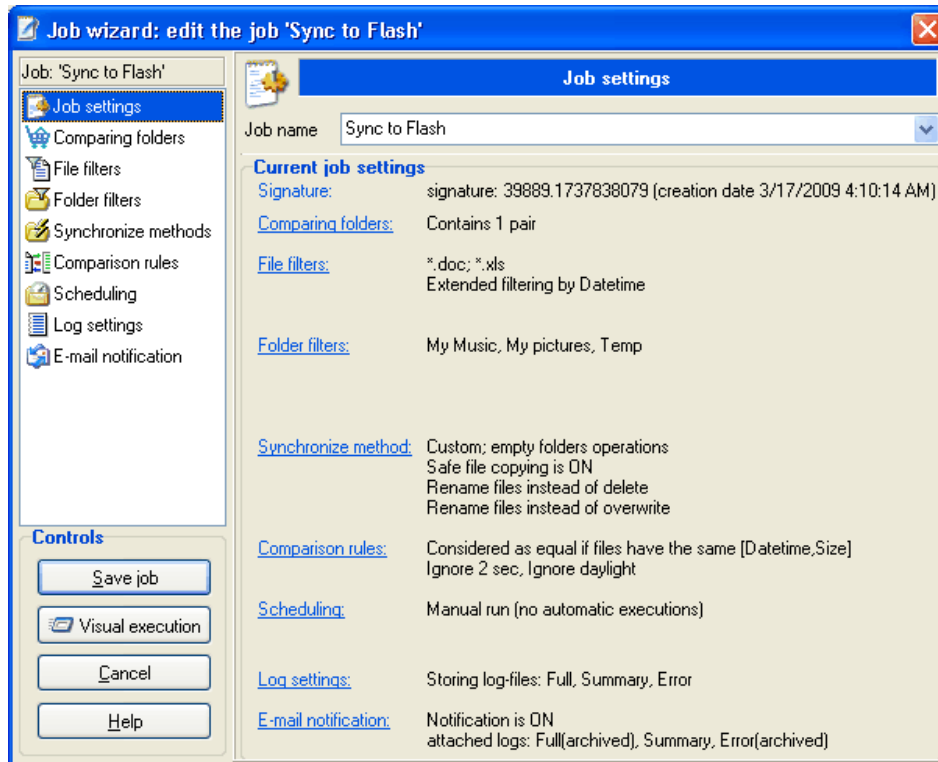 Job wizard: edit the job 'Sync to Flash'
Job: 'Sync to Flash'
Job settings
Comparing folders
File filters
Folder filters
Synchronize methods
Comparison rules
Scheduling
Log settings
E-mail notification
Controls
Save job
Visual execution
Cancel
Help
Job settings
Job name Sync to Flash
Current job settings
Signature: signature: 39889.1737838079 (creation date 3/17/2009 4:10:14 AM)
Comparing folders: Contains 1 pair
File filters: *.doc; *.xls
Extended filtering by Datetime
Folder filters: My Music, My pictures, Temp
Synchronize method: Custom; empty folders operations
Safe file copying is ON
Rename files instead of delete
Rename files instead of overwrite
Comparison rules: Considered as equal if files have the same [Datetime,Size]
Ignore 2 sec, Ignore daylight
Scheduling: Manual run (no automatic executions)
Log settings: Storing log-files: Full, Summary, Error
E-mail notification: Notification is ON
attached logs: Full(archived), Summary, Error(archived)